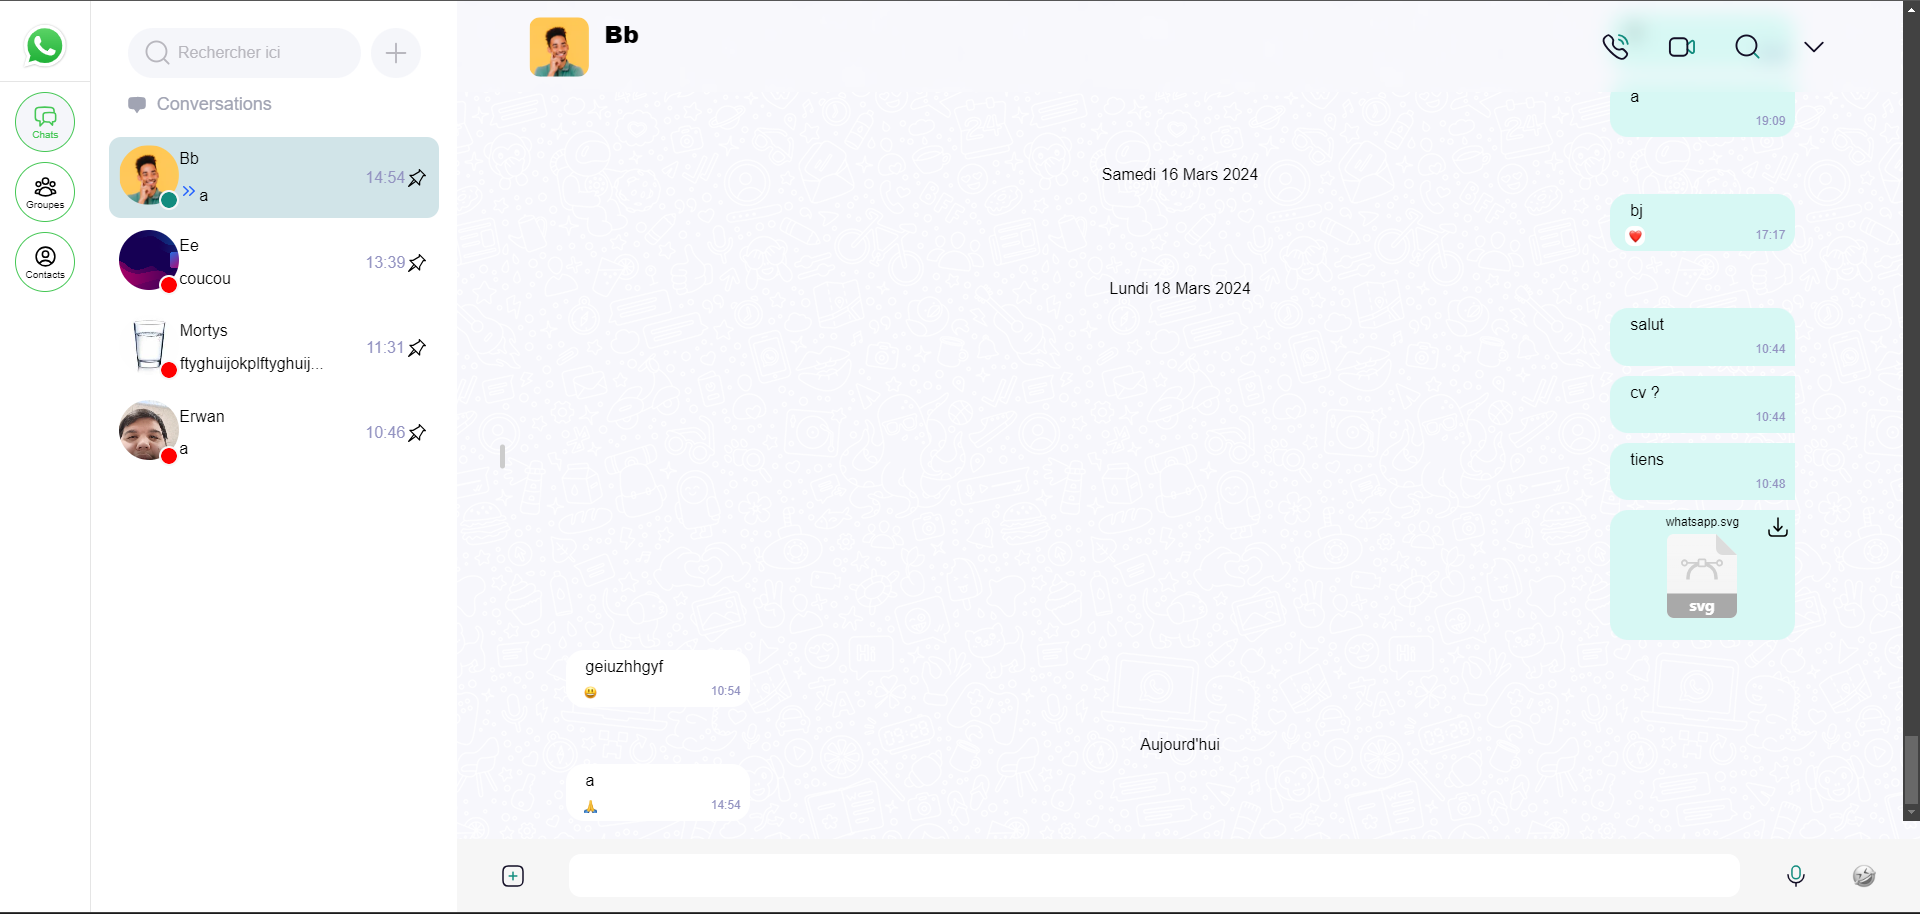 Chats
Groupes
Contacts
Rechercher ici
Conversations
Bb
14:54
a
Ee
13:39
coucou
Mortys
11:31
ftyghuijokplftyghuij...
Erwan
10:46
a
Bb
a
19:09
Samedi 16 Mars 2024
bj
❤️
17:17
Lundi 18 Mars 2024
salut
10:44
cv ?
10:44
tiens
10:48
whatsapp.svg
svg
geiuzhhgyf
😃
10:54
Aujourd'hui
a
🙏
14:54